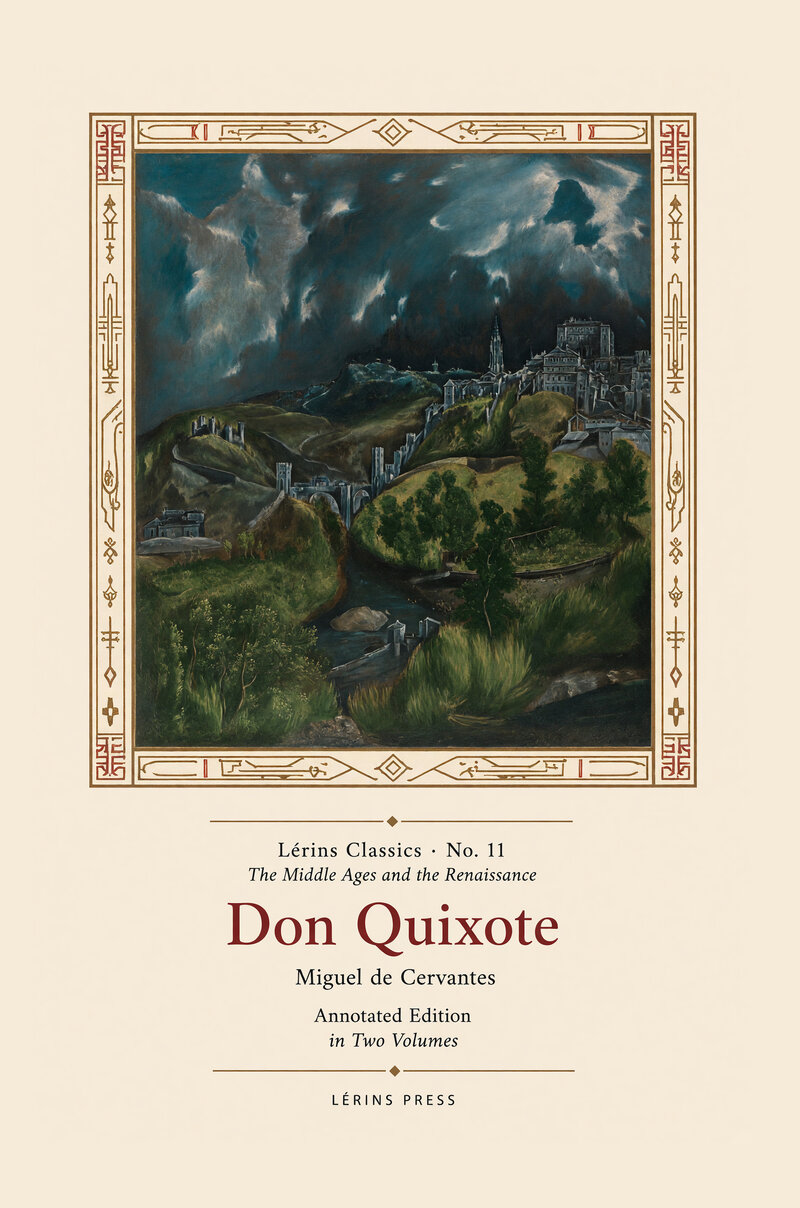 Lérins Classics · No. 11
The Middle Ages and the Renaissance
Don Quixote
Miguel de Cervantes
Annotated Edition
in Two Volumes
LÉRINS PRESS